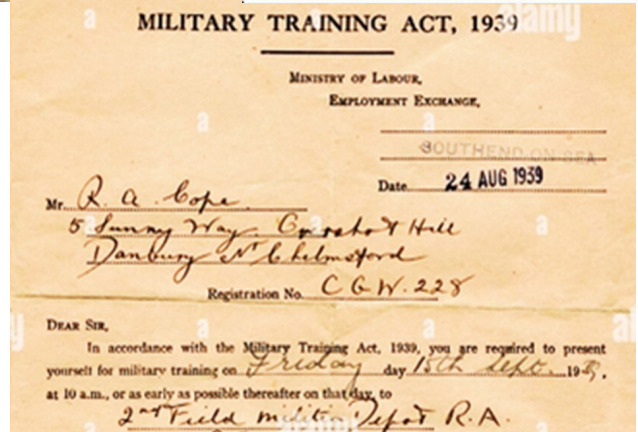 MILITARY TRAINING ACT, 1939
MINISTRY OF LABOUR,
EMPLOYMENT EXCHANGE,
SOUTHEND ON SEA
Date 24 AUG 1939
Mr. R. A. Cope
5 Sunny Way, Hill
Danbury Nr Chelmsford
Registration No. C G W. 228
DEAR SIR,
In accordance with the Military Training Act, 1939, you are required to present
yourself for military training on Friday day 15th Sept. 1939,
at 10 a.m., or as early as possible thereafter on that day, to
2nd Field Militia Depot R.A.